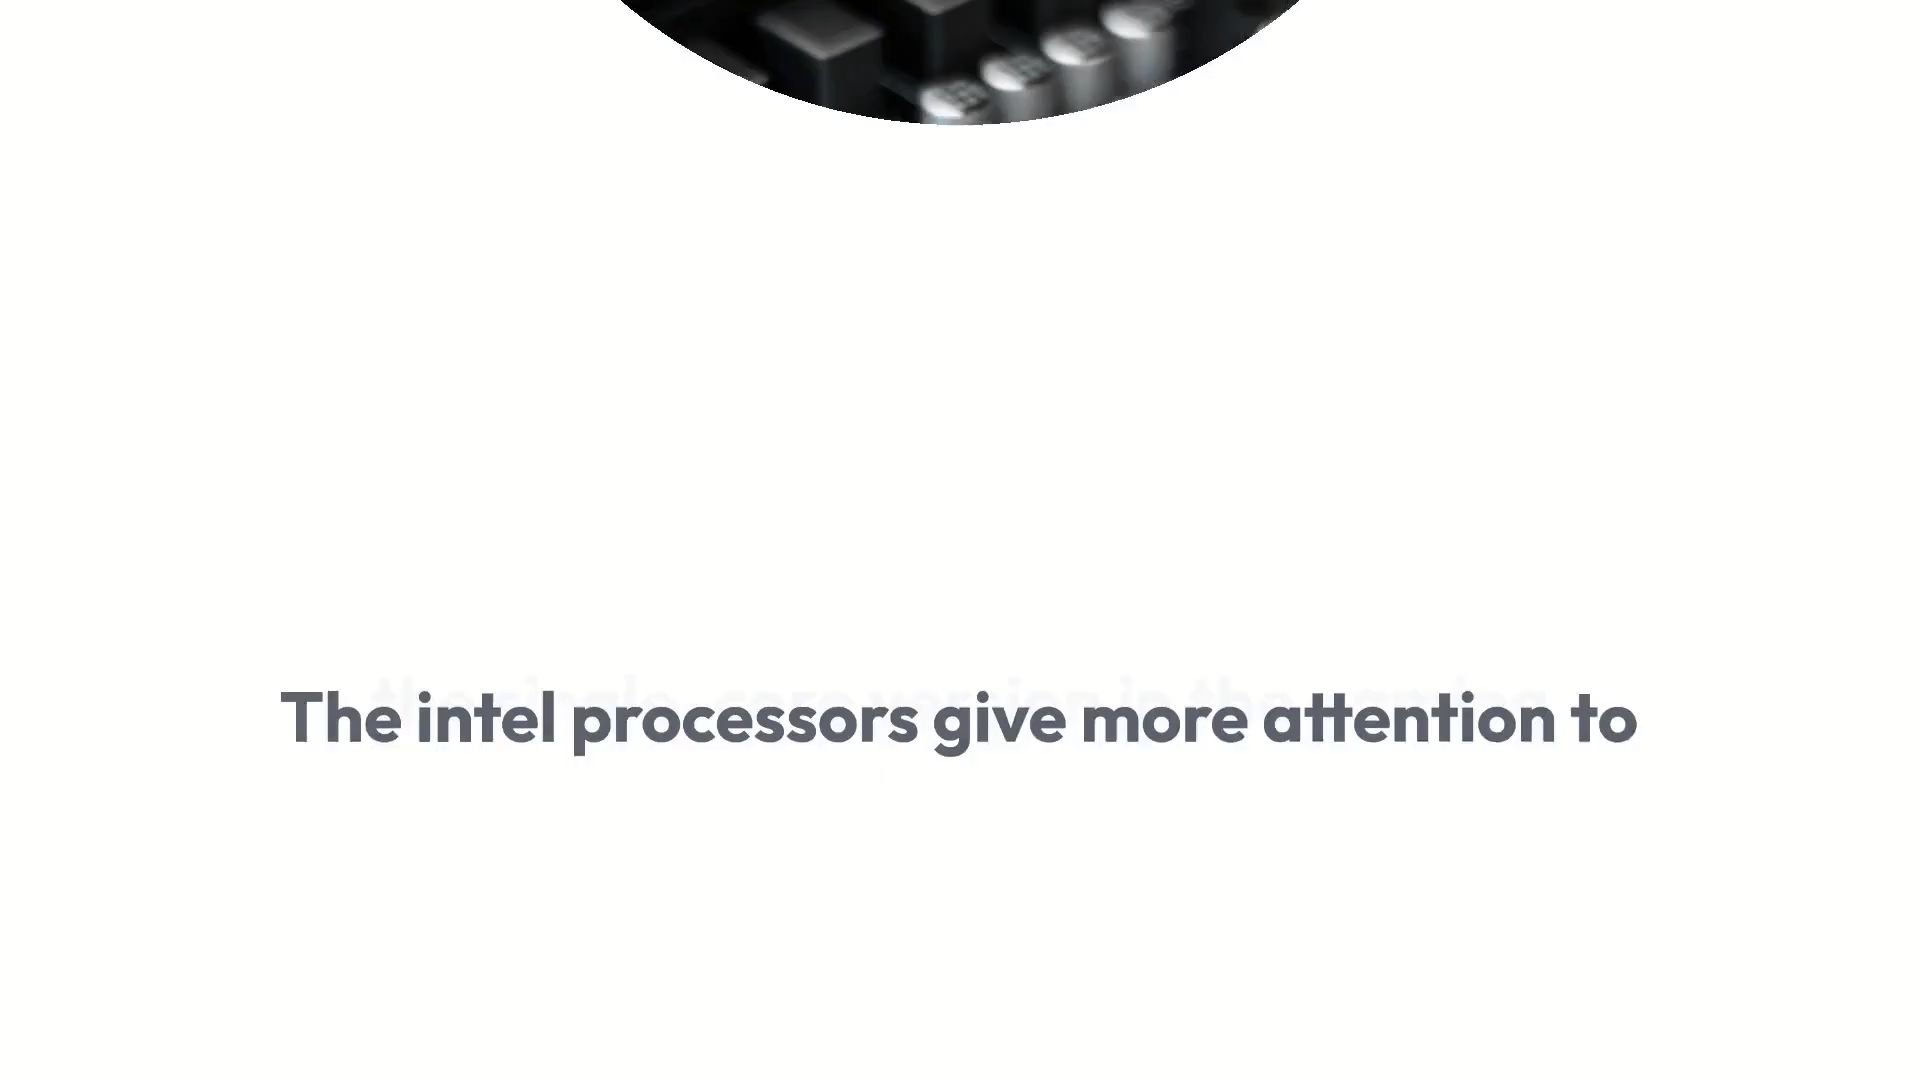 The intel processors give more attention to